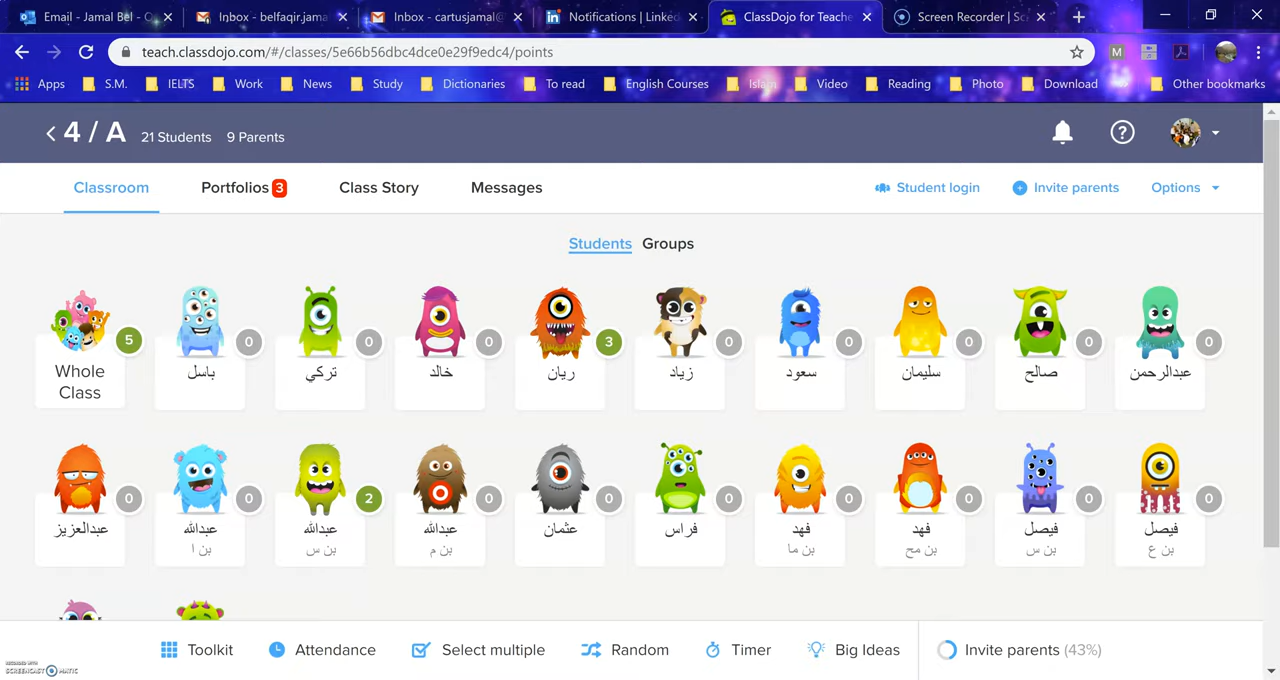 Email - Jamal Bel - O
Inbox - belfaqir.jama
Inbox - cartusjamal@
Notifications | Linked
ClassDojo for Teache
Screen Recorder | Scr
teach.classdojo.com/#/classes/5e66b56dbc4dce0e29f9edc4/points
Apps S.M. IELTS Work News Study Dictionaries To read English Courses Islam Video Reading Photo Download Other bookmarks
4 / A 21 Students 9 Parents
Classroom Portfolios 3 Class Story Messages Student login Invite parents Options
Students Groups
5 0 0 0 3 0 0 0 0 0
Whole
Class
باسل
تركي
خالد
ريان
زياد
سعود
سليمان
صالح
عبدالرحمن
0 0 2 0 0 0 0 0 0 0
عبدالعزيز
عبدالله
بن ا
عبدالله
بن س
عبدالله
بن م
عثمان
فراس
فهد
بن ما
فهد
بن مح
فيصل
بن س
فيصل
بن ع
Toolkit Attendance Select multiple Random Timer Big Ideas Invite parents (43%)
RECORDED WITH
SCREENCAST MATIC